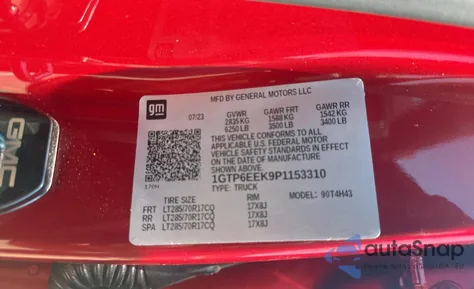 gm
MFD BY GENERAL MOTORS LLC
07/23 GVWR GAWR FRT GAWR RR
2835 KG 1588 KG 1542 KG
6250 LB 3500 LB 3400 LB
THIS VEHICLE CONFORMS TO ALL
APPLICABLE U.S. FEDERAL MOTOR
VEHICLE SAFETY STANDARDS IN EFFECT
ON THE DATE OF MANUFACTURE
SHOWN ABOVE.
1GTP6EEK9P1153310
TYPE: TRUCK MODEL: 90T4H43
TIRE SIZE RIM
FRT LT285/70R17CQ 17X8J
RR LT285/70R17CQ 17X8J
SPA LT285/70R17CQ 17X8J
GMC
autoSnap